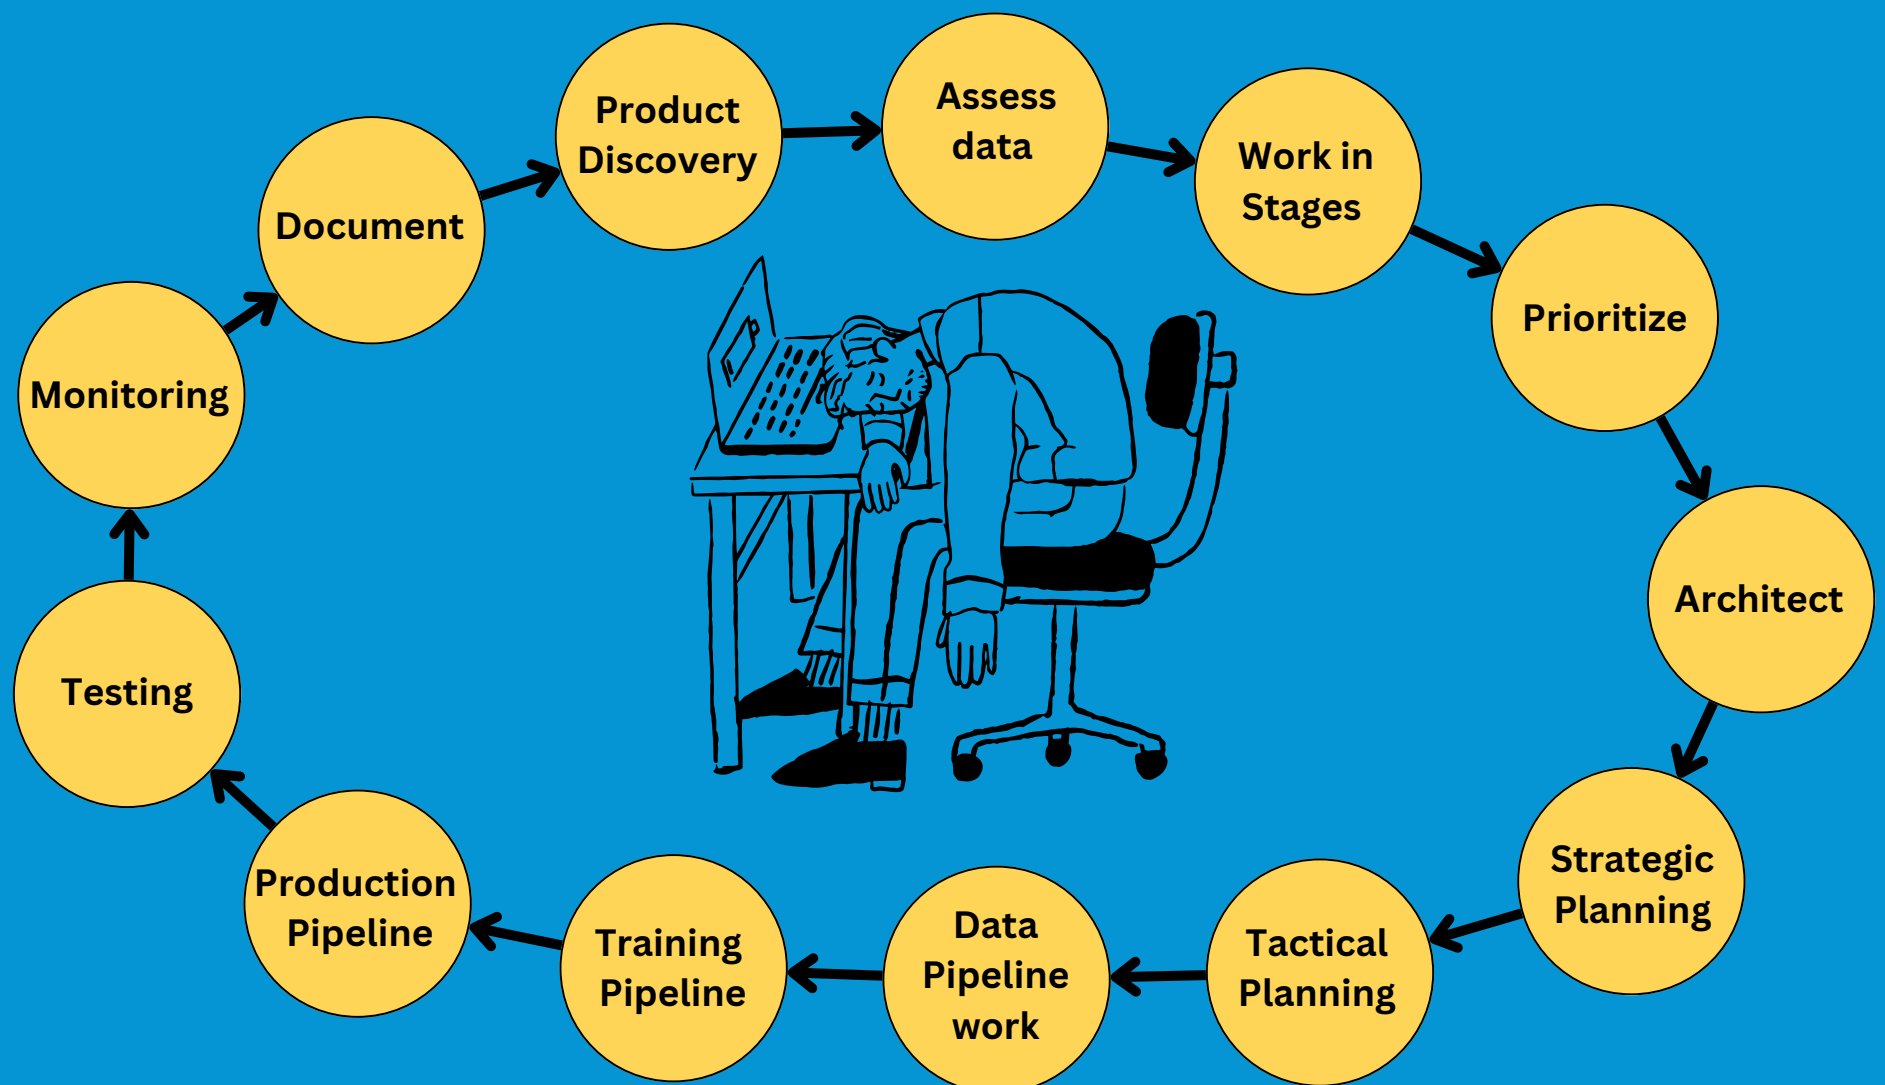 Product
Discovery
Assess
data
Work in
Stages
Prioritize
Architect
Strategic
Planning
Tactical
Planning
Data
Pipeline
work
Training
Pipeline
Production
Pipeline
Testing
Monitoring
Document